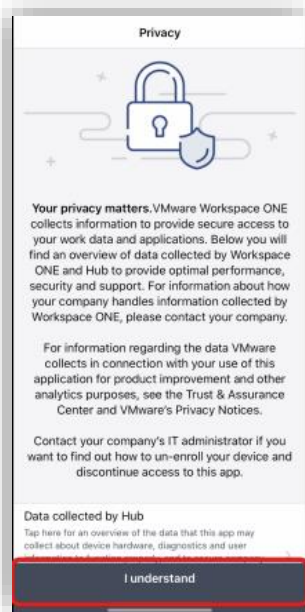 Privacy
Your privacy matters.VMware Workspace ONE
collects information to provide secure access to
your work data and applications. Below you will
find an overview of data collected by Workspace
ONE and Hub to provide optimal performance,
security and support. For information about how
your company handles information collected by
Workspace ONE, please contact your company.
For information regarding the data VMware
collects in connection with your use of this
application for product improvement and other
analytics purposes, see the Trust & Assurance
Center and VMware's Privacy Notices.
Contact your company's IT administrator if you
want to find out how to un-enroll your device and
discontinue access to this app.
Data collected by Hub
Tap here for an overview of the data that this app may
collect about device hardware, diagnostics and user
I understand